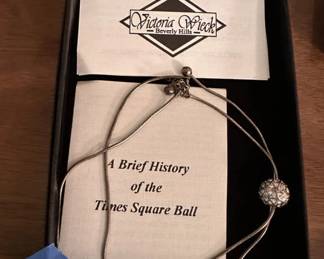 Victoria Wieck
Beverly Hills
A Brief History
of the
Times Square Ball